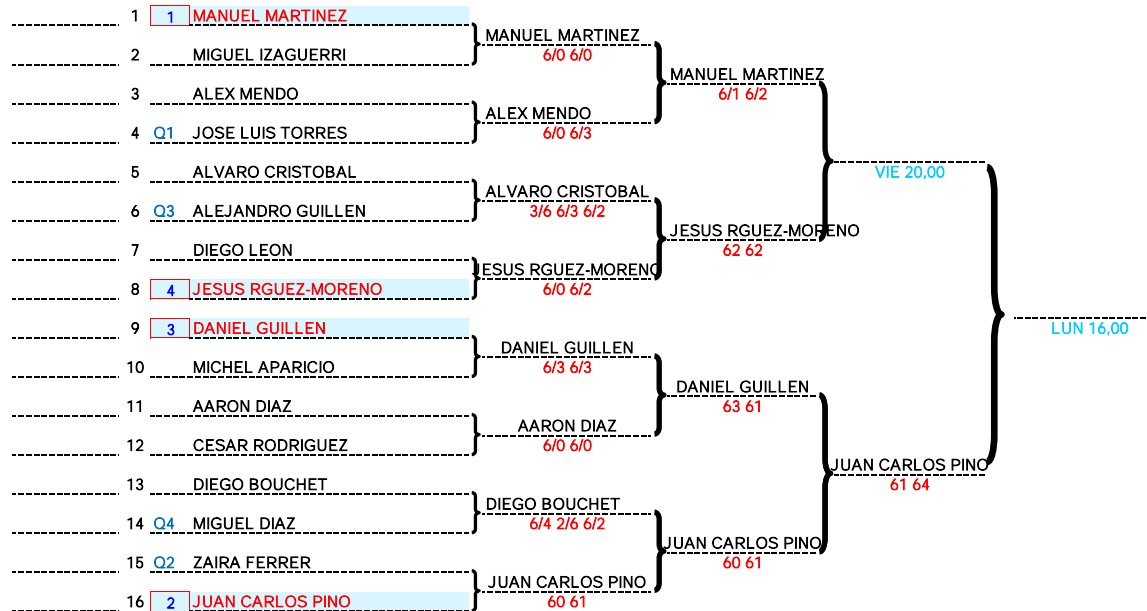 1 1 MANUEL MARTINEZ
MANUEL MARTINEZ
2 MIGUEL IZAGUERRI
6/0 6/0
MANUEL MARTINEZ
3 ALEX MENDO
6/1 6/2
ALEX MENDO
4 Q1 JOSE LUIS TORRES
6/0 6/3
5 ALVARO CRISTOBAL
VIE 20,00
ALVARO CRISTOBAL
6 Q3 ALEJANDRO GUILLEN
3/6 6/3 6/2
JESUS RGUEZ-MORENO
7 DIEGO LEON
62 62
JESUS RGUEZ-MORENO
8 4 JESUS RGUEZ-MORENO
6/0 6/2
9 3 DANIEL GUILLEN
LUN 16,00
DANIEL GUILLEN
10 MICHEL APARICIO
6/3 6/3
DANIEL GUILLEN
11 AARON DIAZ
63 61
AARON DIAZ
12 CESAR RODRIGUEZ
6/0 6/0
JUAN CARLOS PINO
13 DIEGO BOUCHET
61 64
DIEGO BOUCHET
14 Q4 MIGUEL DIAZ
6/4 2/6 6/2
JUAN CARLOS PINO
15 Q2 ZAIRA FERRER
60 61
JUAN CARLOS PINO
16 2 JUAN CARLOS PINO
60 61